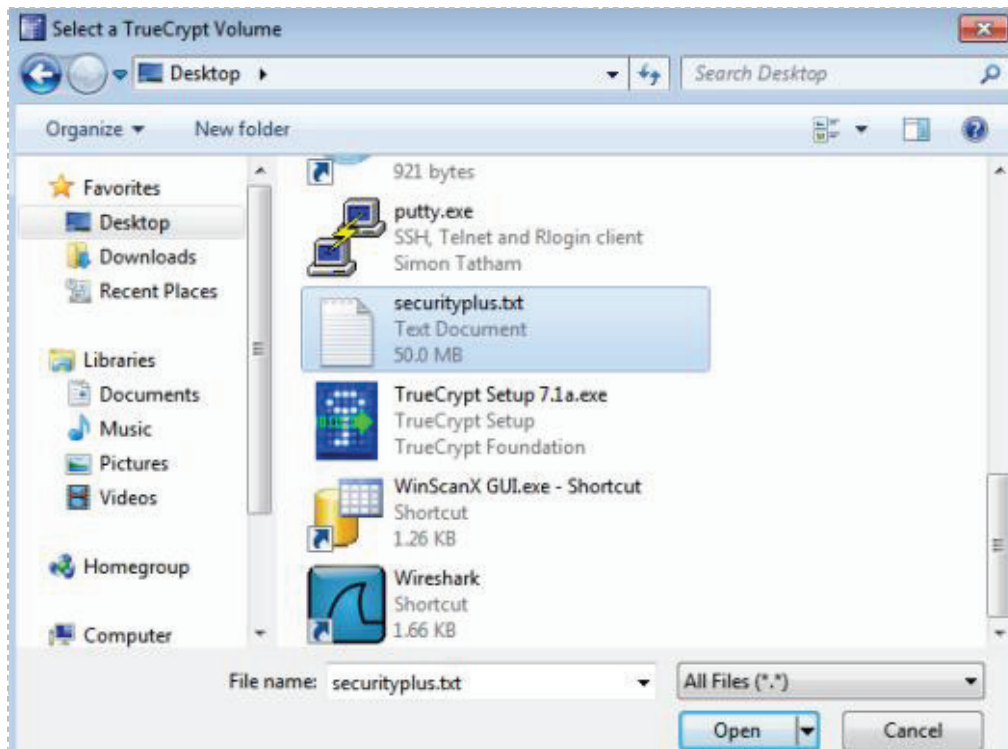 Select a TrueCrypt Volume
Desktop
Search Desktop
Organize
New folder
Favorites
Desktop
Downloads
Recent Places
Libraries
Documents
Music
Pictures
Videos
Homegroup
Computer
921 bytes
putty.exe
SSH, Telnet and Rlogin client
Simon Tatham
securityplus.txt
Text Document
50.0 MB
TrueCrypt Setup 7.1a.exe
TrueCrypt Setup
TrueCrypt Foundation
WinScanX GUI.exe - Shortcut
Shortcut
1.26 KB
Wireshark
Shortcut
1.66 KB
File name: securityplus.txt
All Files (*.*)
Open
Cancel